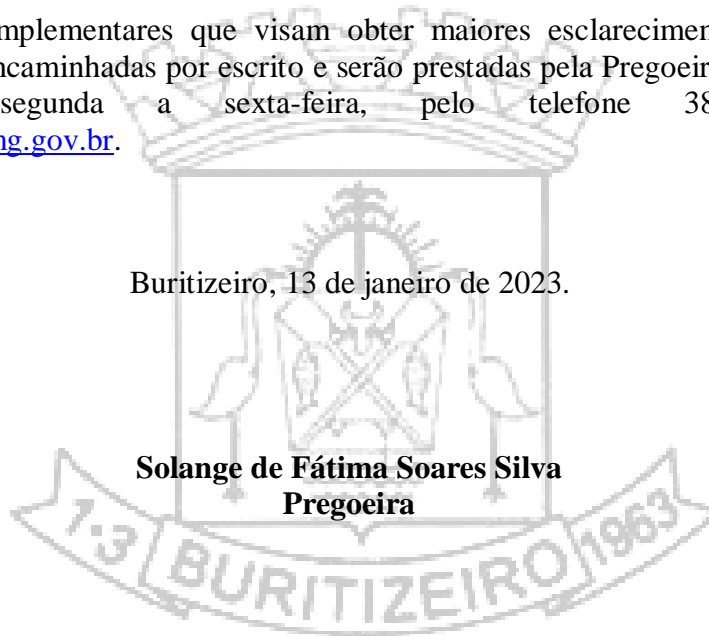 mplementares que visam obter maiores esclarecimen
ncaminhadas por escrito e serão prestadas pela Pregoeir
segunda a sexta-feira, pelo telefone 38
ng.gov.br.
Buritizeiro, 13 de janeiro de 2023.
Solange de Fátima Soares Silva
Pregoeira
1·3 BURITIZEIRO 1963